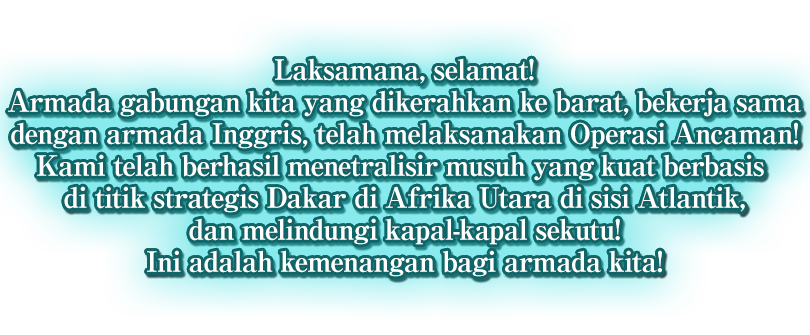 Laksamana, selamat!
Armada gabungan kita yang dikerahkan ke barat, bekerja sama
dengan armada Inggris, telah melaksanakan Operasi Ancaman!
Kami telah berhasil menetralisir musuh yang kuat berbasis
di titik strategis Dakar di Afrika Utara di sisi Atlantik,
dan melindungi kapal-kapal sekutu!
Ini adalah kemenangan bagi armada kita!